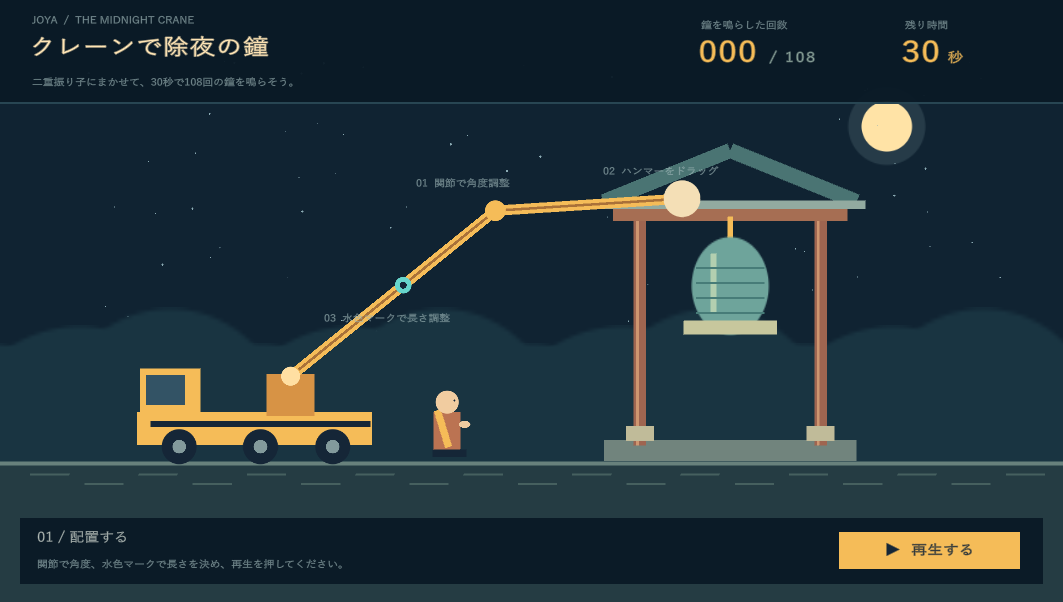 JOYA / THE MIDNIGHT CRANE
クレーンで除夜の鐘
二重振り子にまかせて、30秒で108回の鐘を鳴らそう。
鐘を鳴らした回数
000 / 108
残り時間
30 秒
02 ハンマーをドラッグ
01 関節で角度調整
03 水色マークで長さ調整
01 / 配置する
関節で角度、水色マークで長さを決め、再生を押してください。
▶ 再生する